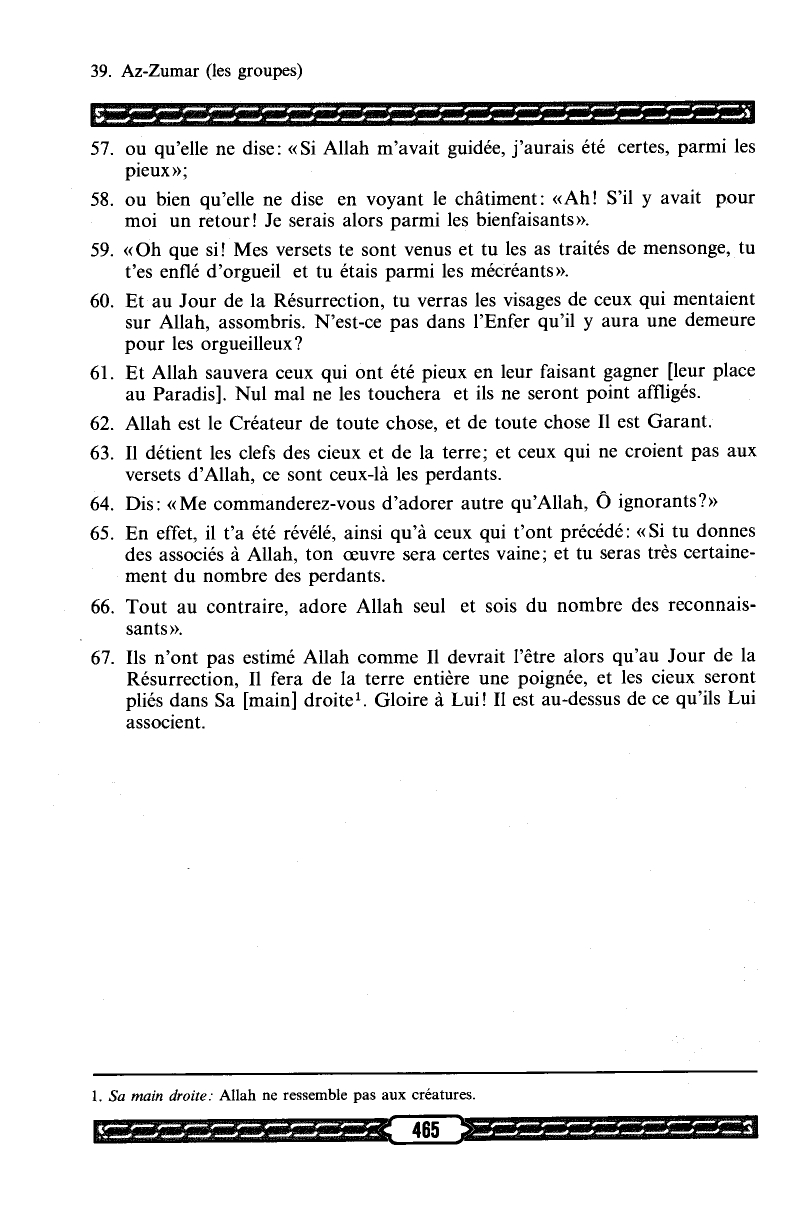 39. Az-Zumar (les groupes)
57. ou qu'elle ne dise: «Si Allah m'avait guidée, j'aurais été certes, parmi les
pieux»;
58. ou bien qu'elle ne dise en voyant le châtiment: «Ah! S'il y avait pour
moi un retour! Je serais alors parmi les bienfaisants».
59. «Oh que si! Mes versets te sont venus et tu les as traités de mensonge, tu
t'es enflé d'orgueil et tu étais parmi les mécréants».
60. Et au Jour de la Résurrection, tu verras les visages de ceux qui mentaient
sur Allah, assombris. N'est-ce pas dans l'Enfer qu'il y aura une demeure
pour les orgueilleux?
61. Et Allah sauvera ceux qui ont été pieux en leur faisant gagner [leur place
au Paradis]. Nul mal ne les touchera et ils ne seront point affligés.
62. Allah est le Créateur de toute chose, et de toute chose Il est Garant.
63. Il détient les clefs des cieux et de la terre; et ceux qui ne croient pas aux
versets d'Allah, ce sont ceux-là les perdants.
64. Dis: «Me commanderez-vous d'adorer autre qu'Allah, Ô ignorants?»
65. En effet, il t'a été révélé, ainsi qu'à ceux qui t'ont précédé: «Si tu donnes
des associés à Allah, ton œuvre sera certes vaine; et tu seras très certaine-
ment du nombre des perdants.
66. Tout au contraire, adore Allah seul et sois du nombre des reconnais-
sants».
67. Ils n'ont pas estimé Allah comme Il devrait l'être alors qu'au Jour de la
Résurrection, Il fera de la terre entière une poignée, et les cieux seront
pliés dans Sa [main] droite¹. Gloire à Lui! Il est au-dessus de ce qu'ils Lui
associent.
1. Sa main droite: Allah ne ressemble pas aux créatures.
465